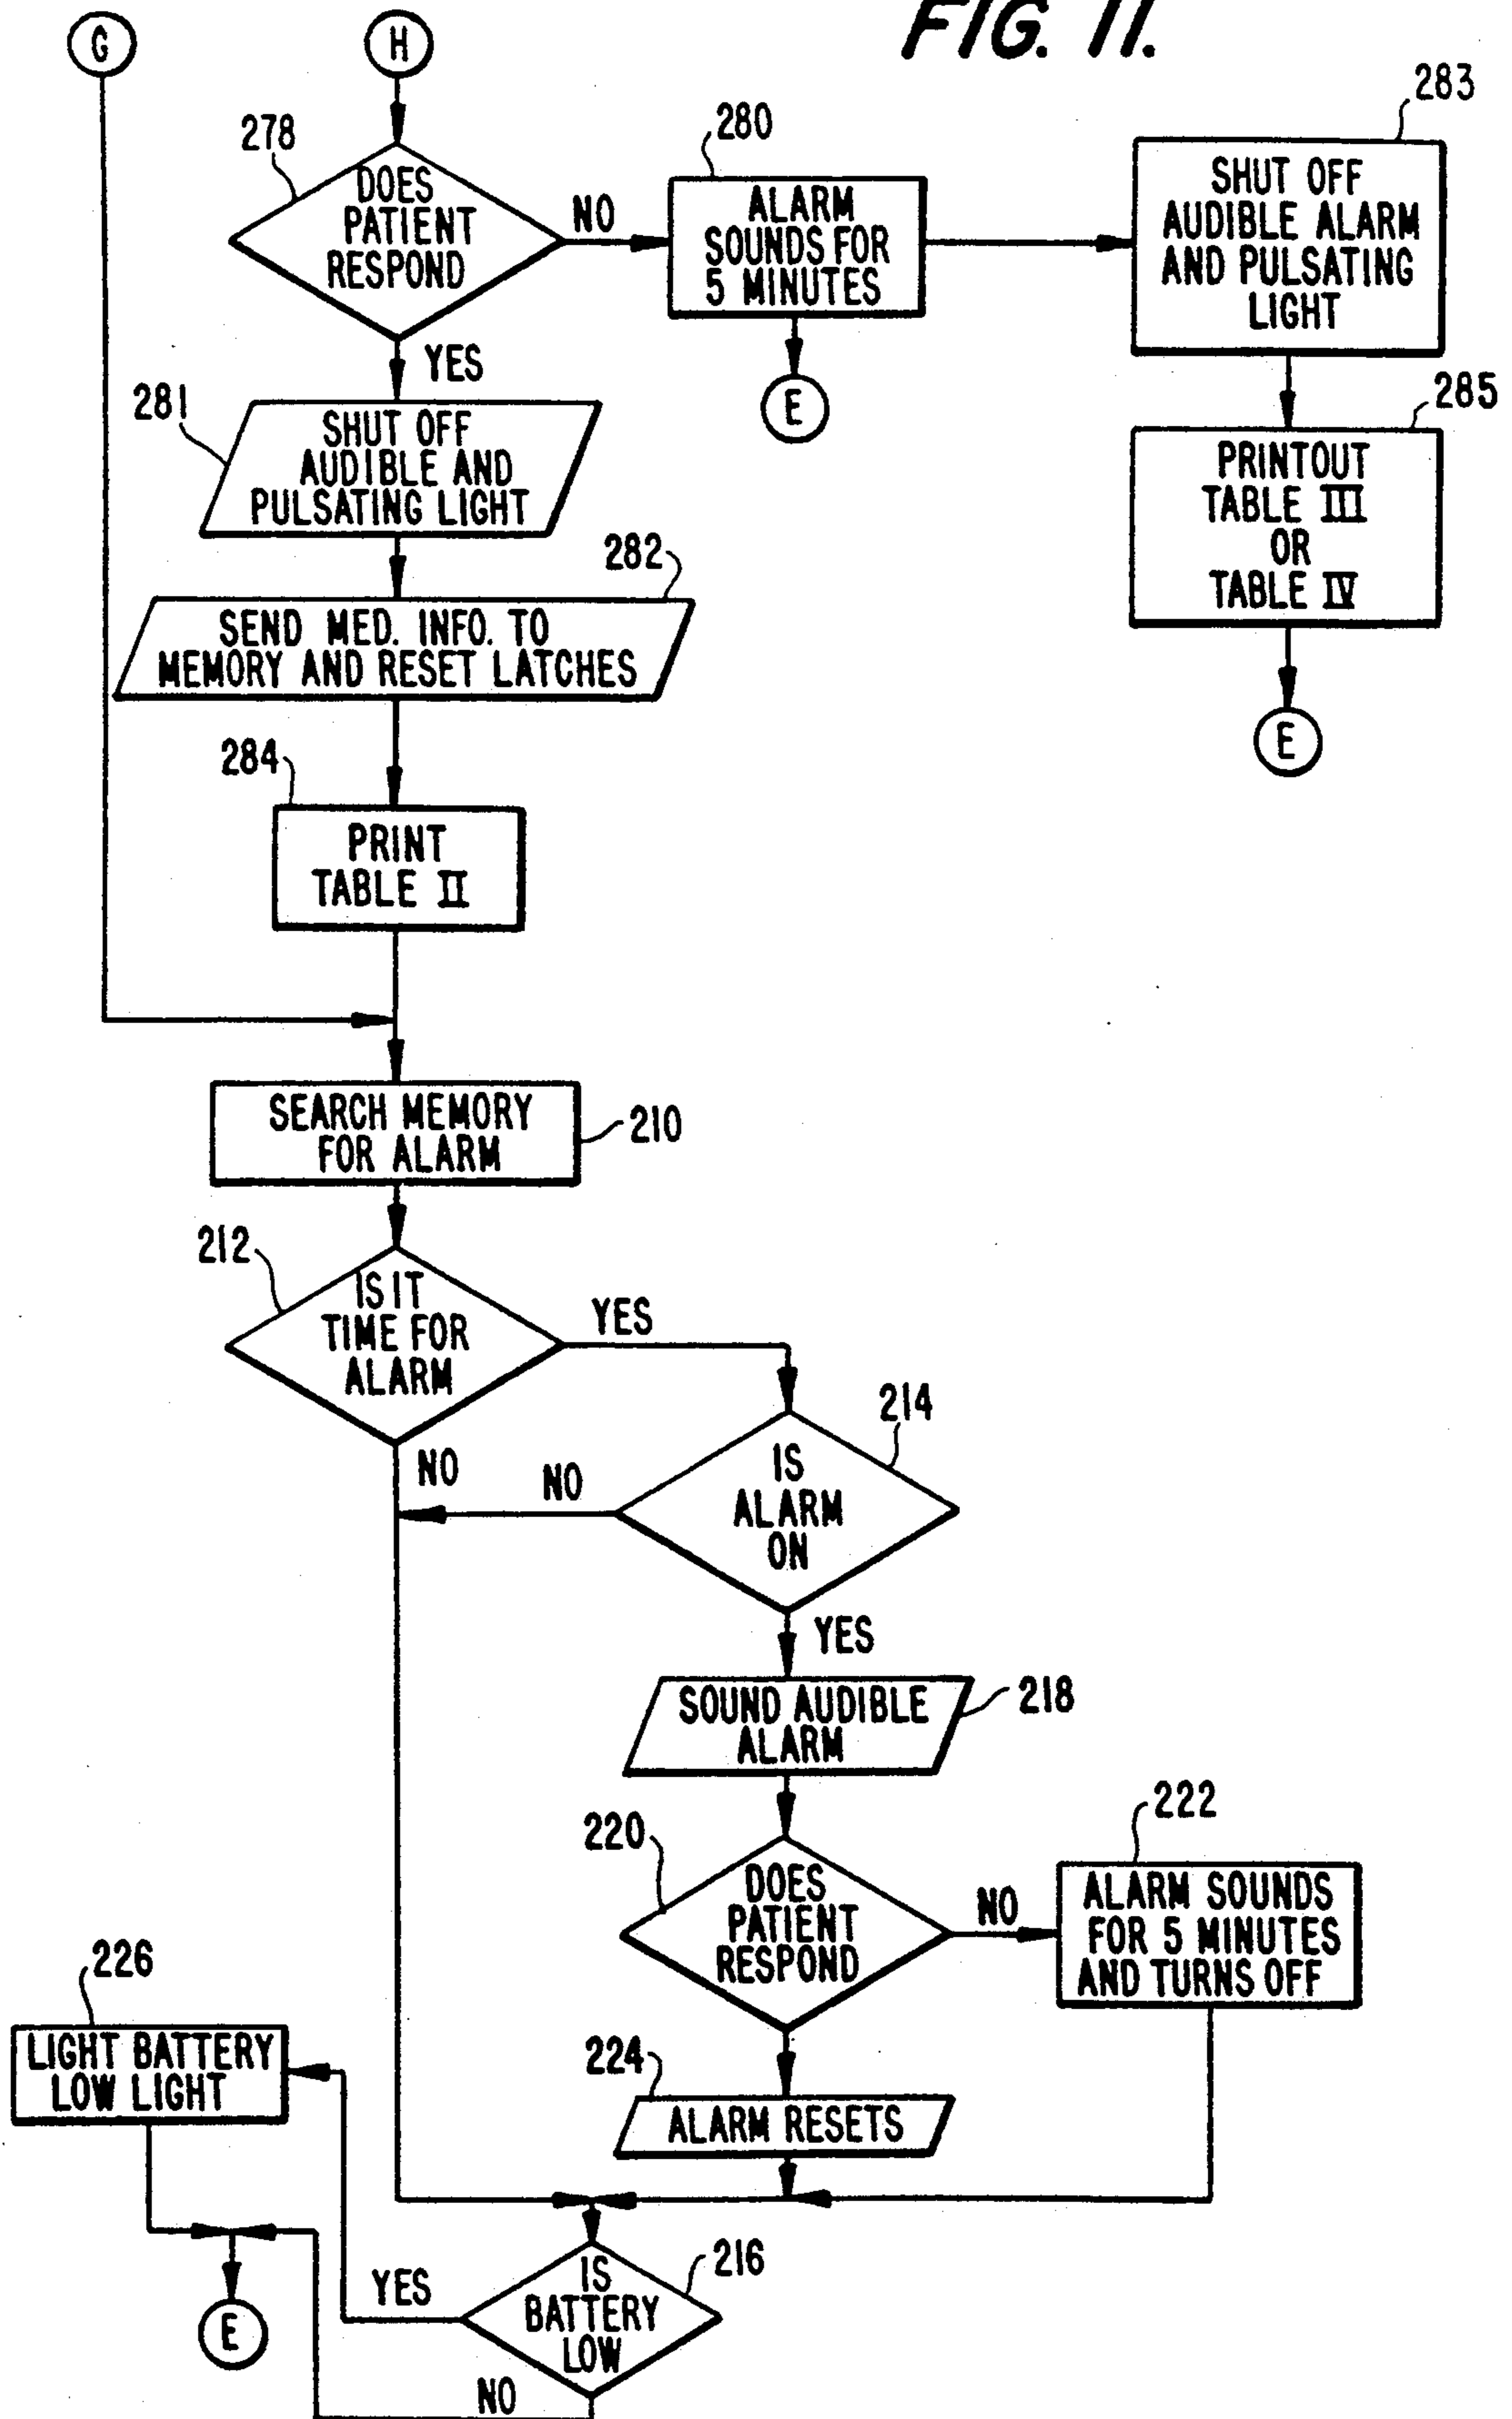 FIG. 11.
G
H
278
DOES
PATIENT
RESPOND
NO
280
ALARM
SOUNDS FOR
5 MINUTES
E
283
SHUT OFF
AUDIBLE ALARM
AND PULSATING
LIGHT
285
PRINTOUT
TABLE III
OR
TABLE IV
E
YES
281
SHUT OFF
AUDIBLE AND
PULSATING LIGHT
282
SEND MED. INFO. TO
MEMORY AND RESET LATCHES
284
PRINT
TABLE II
SEARCH MEMORY
FOR ALARM
210
212
IS IT
TIME FOR
ALARM
YES
NO
214
IS
ALARM
ON
NO
YES
SOUND AUDIBLE
ALARM
218
220
DOES
PATIENT
RESPOND
NO
222
ALARM SOUNDS
FOR 5 MINUTES
AND TURNS OFF
224
ALARM RESETS
226
LIGHT BATTERY
LOW LIGHT
E
216
IS
BATTERY
LOW
YES
NO